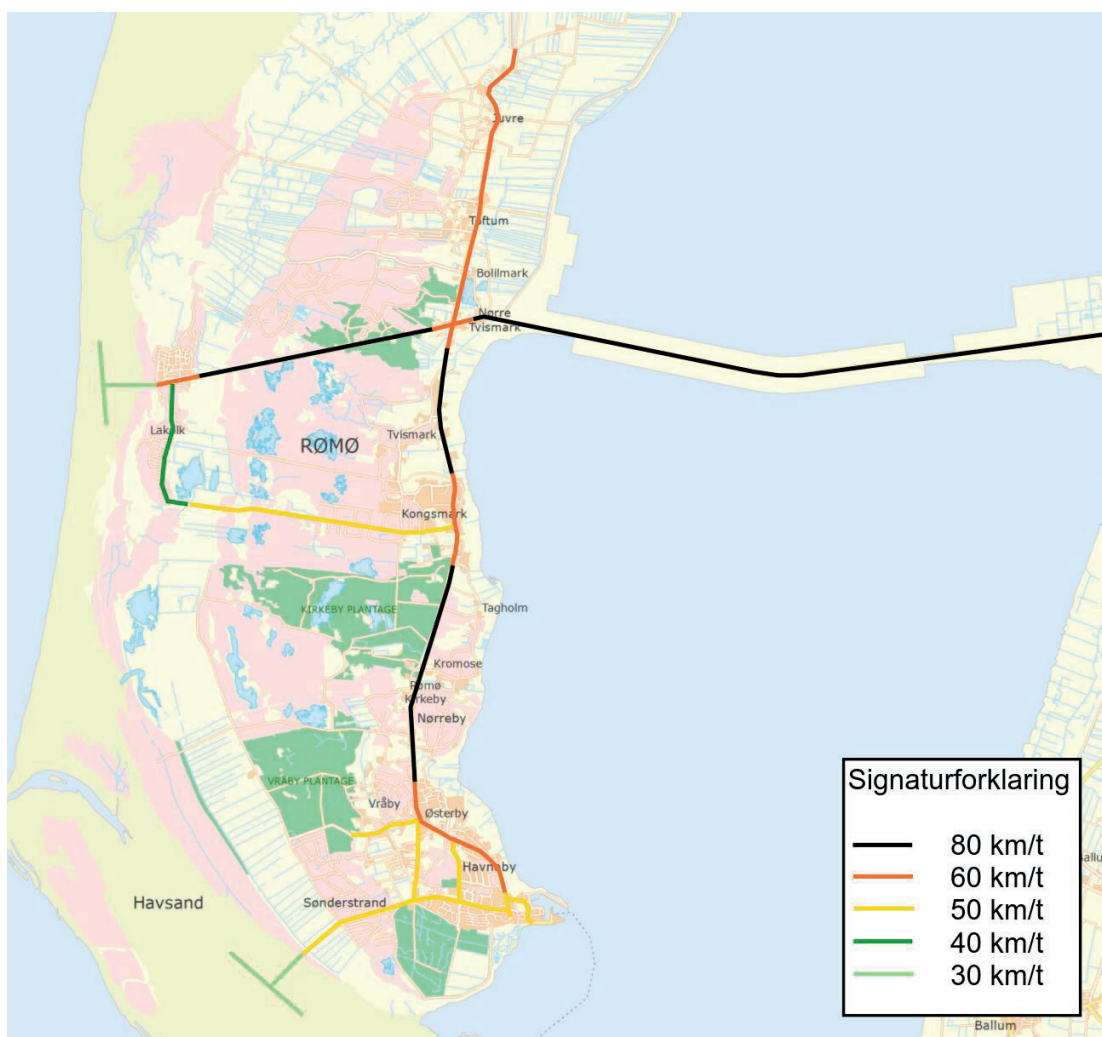 Juvre
Toftum
Bolilmark
Nørre
Tvismark
Lakolk
Tvismark
RØMØ
Kongsmark
KIRKEBY PLANTAGE
Tagholm
Kromose
Rømø
Kirkeby
Nørreby
VRÅBY PLANTAGE
Vråby
Østerby
Havneby
Sønderstrand
Havsand
Signaturforklaring
80 km/t
60 km/t
50 km/t
40 km/t
30 km/t
Ballum